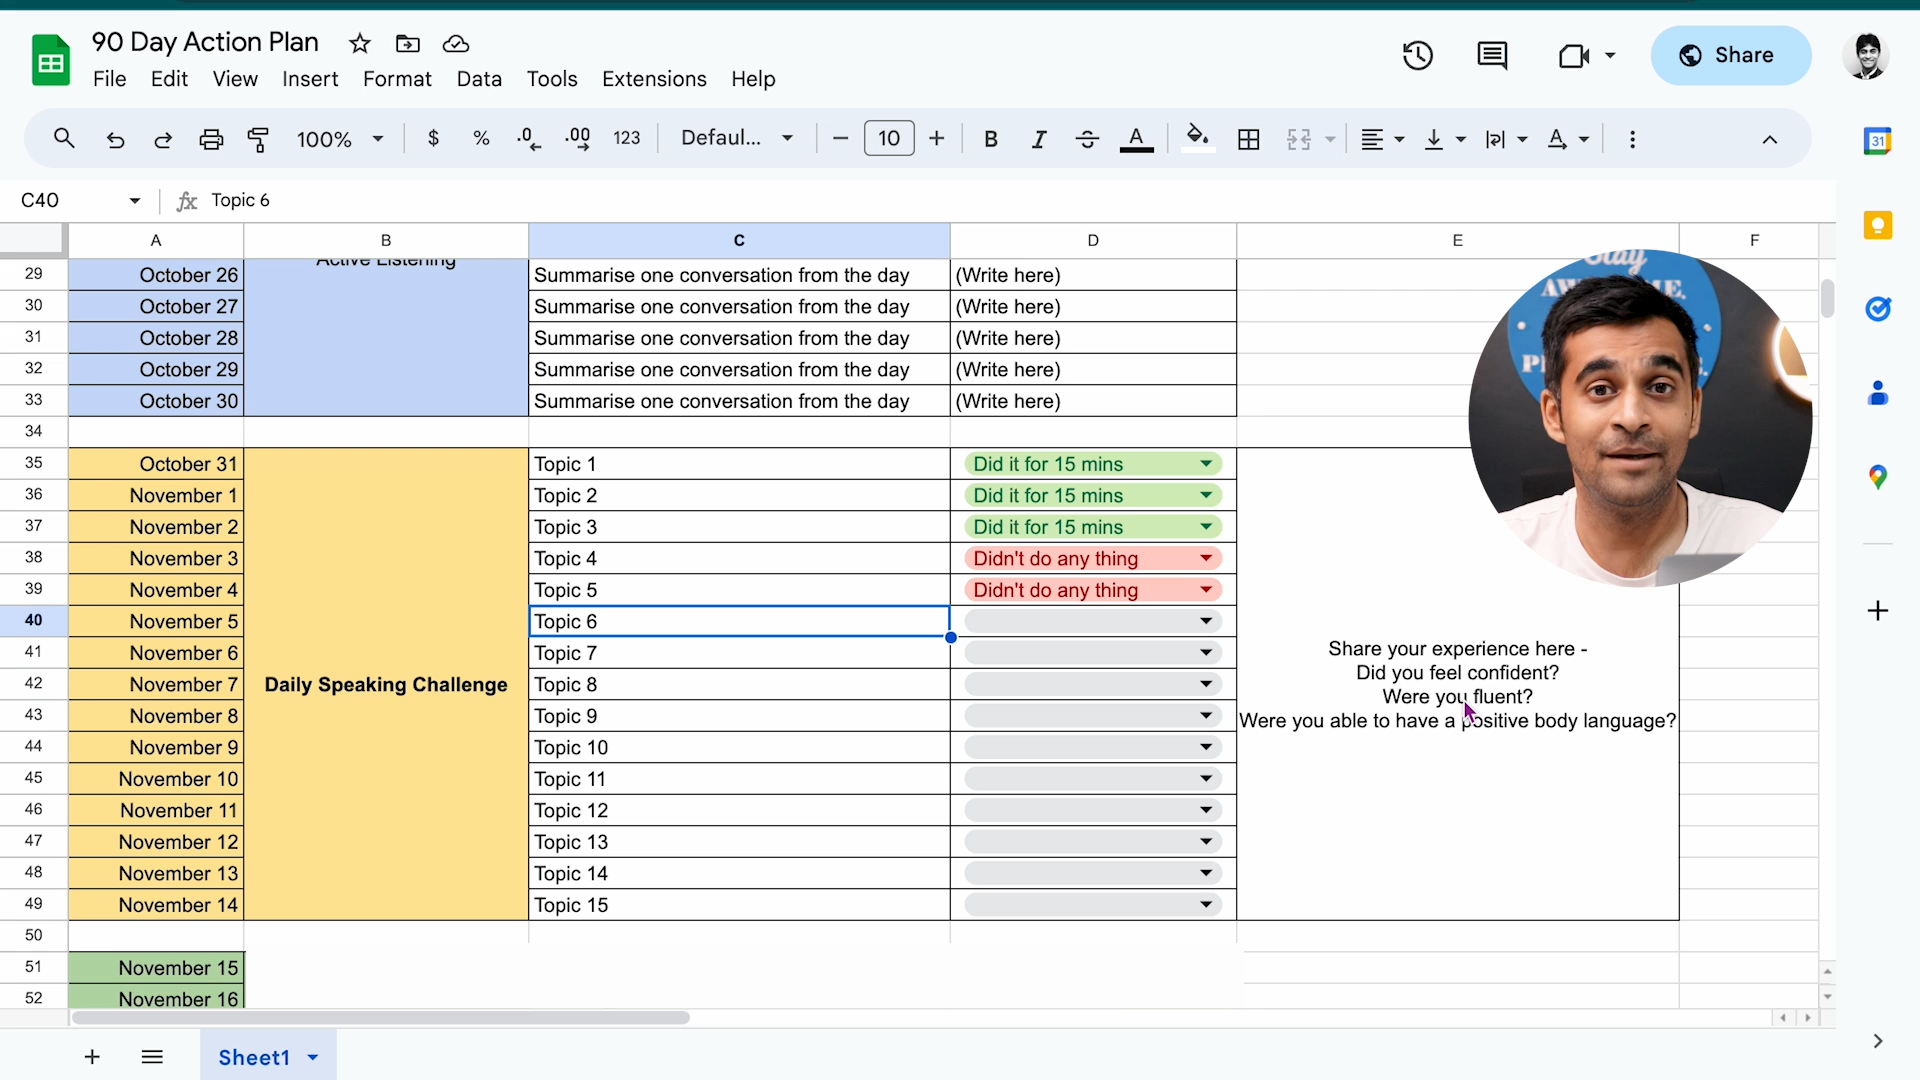 90 Day Action Plan
File Edit View Insert Format Data Tools Extensions Help
Share
100% $ % .0 .00 123 Defaul... − 10 + B I S A
31
C40 fx Topic 6
A B C D E F
Active Listening
29 October 26 Summarise one conversation from the day (Write here)
30 October 27 Summarise one conversation from the day (Write here)
31 October 28 Summarise one conversation from the day (Write here)
32 October 29 Summarise one conversation from the day (Write here)
33 October 30 Summarise one conversation from the day (Write here)
34
35 October 31 Topic 1 Did it for 15 mins
36 November 1 Topic 2 Did it for 15 mins
37 November 2 Topic 3 Did it for 15 mins
38 November 3 Topic 4 Didn't do any thing
39 November 4 Topic 5 Didn't do any thing
40 November 5 Topic 6
41 November 6 Topic 7
42 November 7 Daily Speaking Challenge Topic 8
43 November 8 Topic 9
44 November 9 Topic 10
45 November 10 Topic 11
46 November 11 Topic 12
47 November 12 Topic 13
48 November 13 Topic 14
49 November 14 Topic 15
Share your experience here -
Did you feel confident?
Were you fluent?
Were you able to have a positive body language?
50
51 November 15
52 November 16
Stay
Sheet1